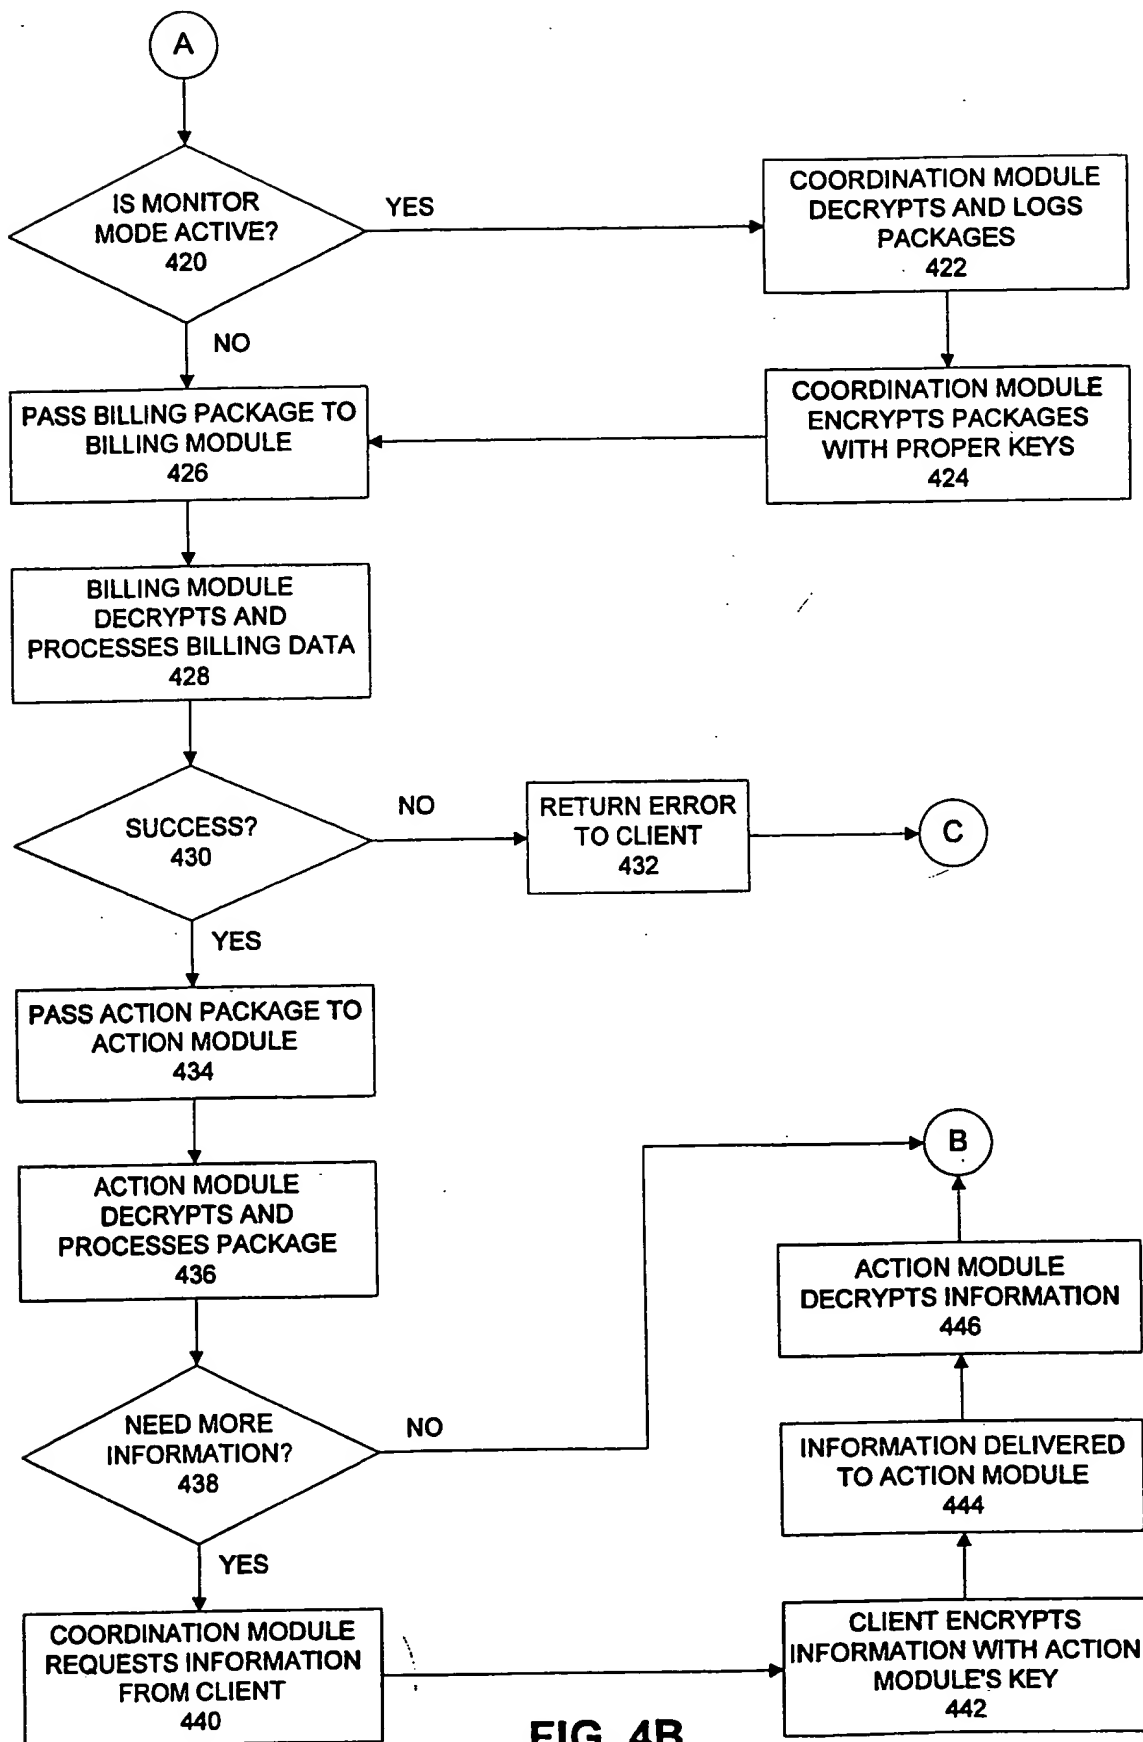 A
IS MONITOR
MODE ACTIVE?
420
YES
COORDINATION MODULE
DECRYPTS AND LOGS
PACKAGES
422
NO
PASS BILLING PACKAGE TO
BILLING MODULE
426
COORDINATION MODULE
ENCRYPTS PACKAGES
WITH PROPER KEYS
424
BILLING MODULE
DECRYPTS AND
PROCESSES BILLING DATA
428
SUCCESS?
430
NO
RETURN ERROR
TO CLIENT
432
C
YES
PASS ACTION PACKAGE TO
ACTION MODULE
434
B
ACTION MODULE
DECRYPTS AND
PROCESSES PACKAGE
436
ACTION MODULE
DECRYPTS INFORMATION
446
NEED MORE
INFORMATION?
438
NO
INFORMATION DELIVERED
TO ACTION MODULE
444
YES
COORDINATION MODULE
REQUESTS INFORMATION
FROM CLIENT
440
CLIENT ENCRYPTS
INFORMATION WITH ACTION
MODULE'S KEY
442
FIG. 4B